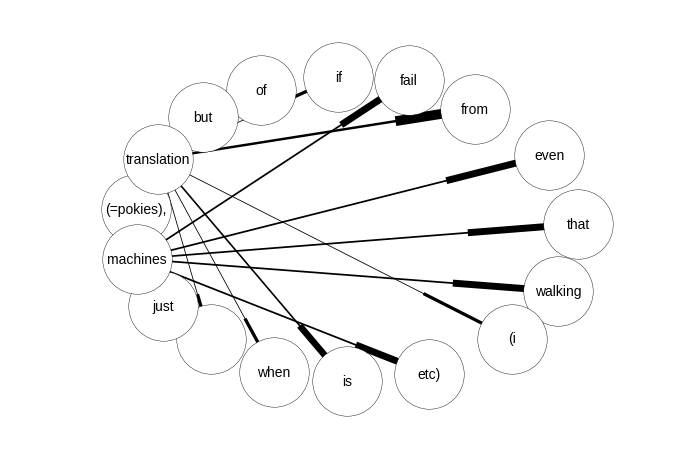 if
fail
of
from
but
even
translation
(=pokies),
that
machines
walking
just
(i
when
is
etc)